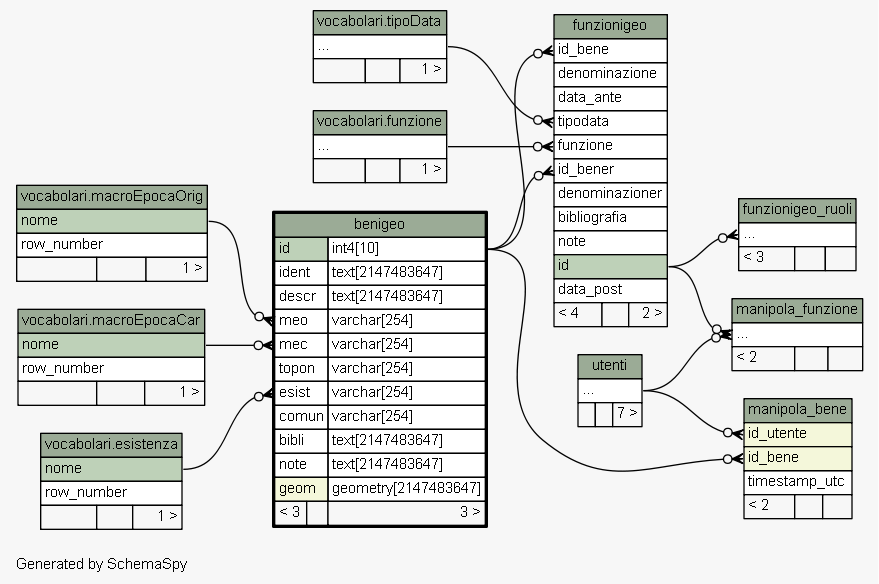 vocabolari.tipoData
...
1 >
vocabolari.funzione
...
1 >
vocabolari.macroEpocaOrig
nome
row_number
1 >
vocabolari.macroEpocaCar
nome
row_number
1 >
vocabolari.esistenza
nome
row_number
1 >
benigeo
id int4[10]
ident text[2147483647]
descr text[2147483647]
meo varchar[254]
mec varchar[254]
topon varchar[254]
esist varchar[254]
comun varchar[254]
bibli text[2147483647]
note text[2147483647]
geom geometry[2147483647]
< 3 3 >
funzionigeo
id_bene
denominazione
data_ante
tipodata
funzione
id_bener
denominazioner
bibliografia
note
id
data_post
< 4 2 >
utenti
...
7 >
funzionigeo_ruoli
...
< 3
manipola_funzione
...
< 2
manipola_bene
id_utente
id_bene
timestamp_utc
< 2
Generated by SchemaSpy